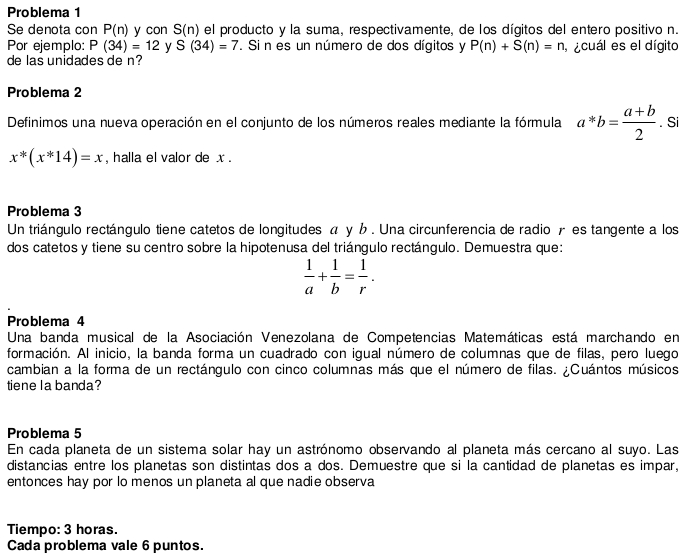 Problema 1
Se denota con P(n) y con S(n) el producto y la suma, respectivamente, de los dígitos del entero positivo n.
Por ejemplo: P (34) = 12 y S (34) = 7. Si n es un número de dos dígitos y P(n) + S(n) = n, ¿cuál es el dígito
de las unidades de n?
Problema 2
Definimos una nueva operación en el conjunto de los números reales mediante la fórmula a * b = \frac{a+b}{2} . Si
x*(x*14) = x , halla el valor de x .
Problema 3
Un triángulo rectángulo tiene catetos de longitudes a y b . Una circunferencia de radio r es tangente a los
dos catetos y tiene su centro sobre la hipotenusa del triángulo rectángulo. Demuestra que:
\frac{1}{a} + \frac{1}{b} = \frac{1}{r} .
.
Problema 4
Una banda musical de la Asociación Venezolana de Competencias Matemáticas está marchando en
formación. Al inicio, la banda forma un cuadrado con igual número de columnas que de filas, pero luego
cambian a la forma de un rectángulo con cinco columnas más que el número de filas. ¿Cuántos músicos
tiene la banda?
Problema 5
En cada planeta de un sistema solar hay un astrónomo observando al planeta más cercano al suyo. Las
distancias entre los planetas son distintas dos a dos. Demuestre que si la cantidad de planetas es impar,
entonces hay por lo menos un planeta al que nadie observa
Tiempo: 3 horas.
Cada problema vale 6 puntos.